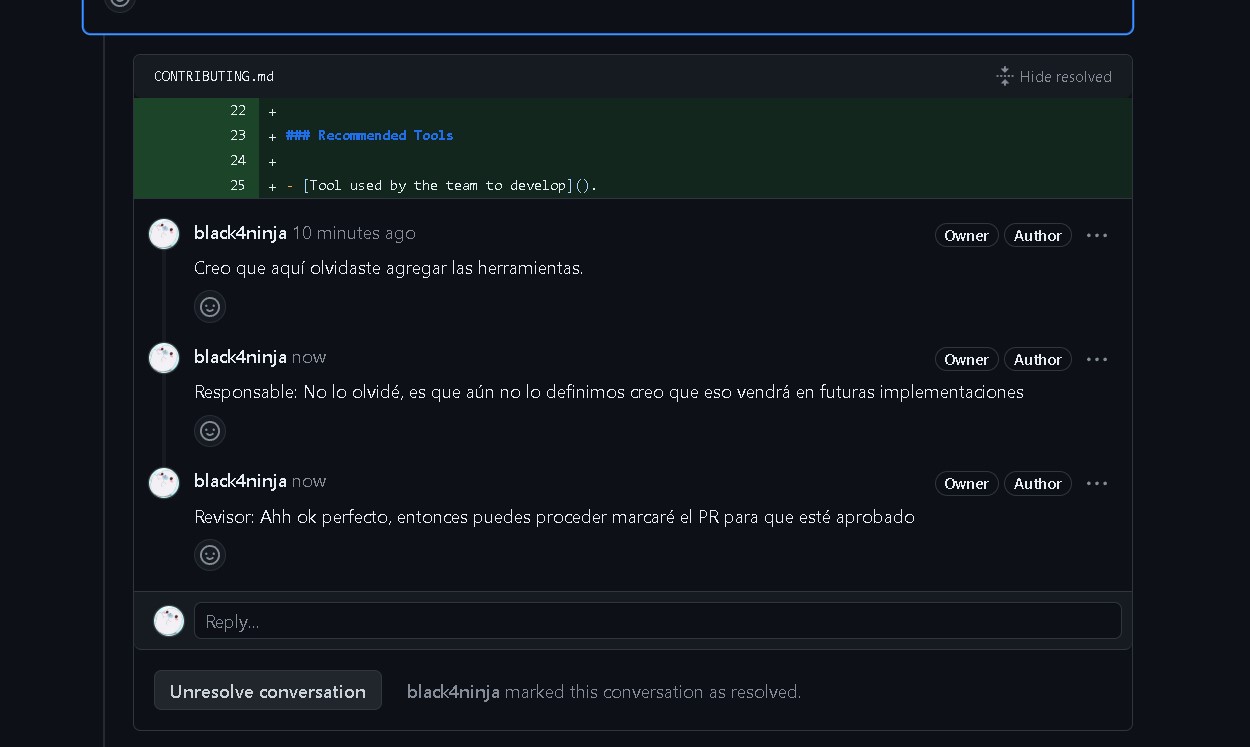 CONTRIBUTING.md Hide resolved
22 +
23 + ### Recommended Tools
24 +
25 + - [Tool used by the team to develop]().
black4ninja 10 minutes ago Owner Author
Creo que aquí olvidaste agregar las herramientas.
black4ninja now Owner Author
Responsable: No lo olvidé, es que aún no lo definimos creo que eso vendrá en futuras implementaciones
black4ninja now Owner Author
Revisor: Ahh ok perfecto, entonces puedes proceder marcaré el PR para que esté aprobado
Reply...
Unresolve conversation black4ninja marked this conversation as resolved.